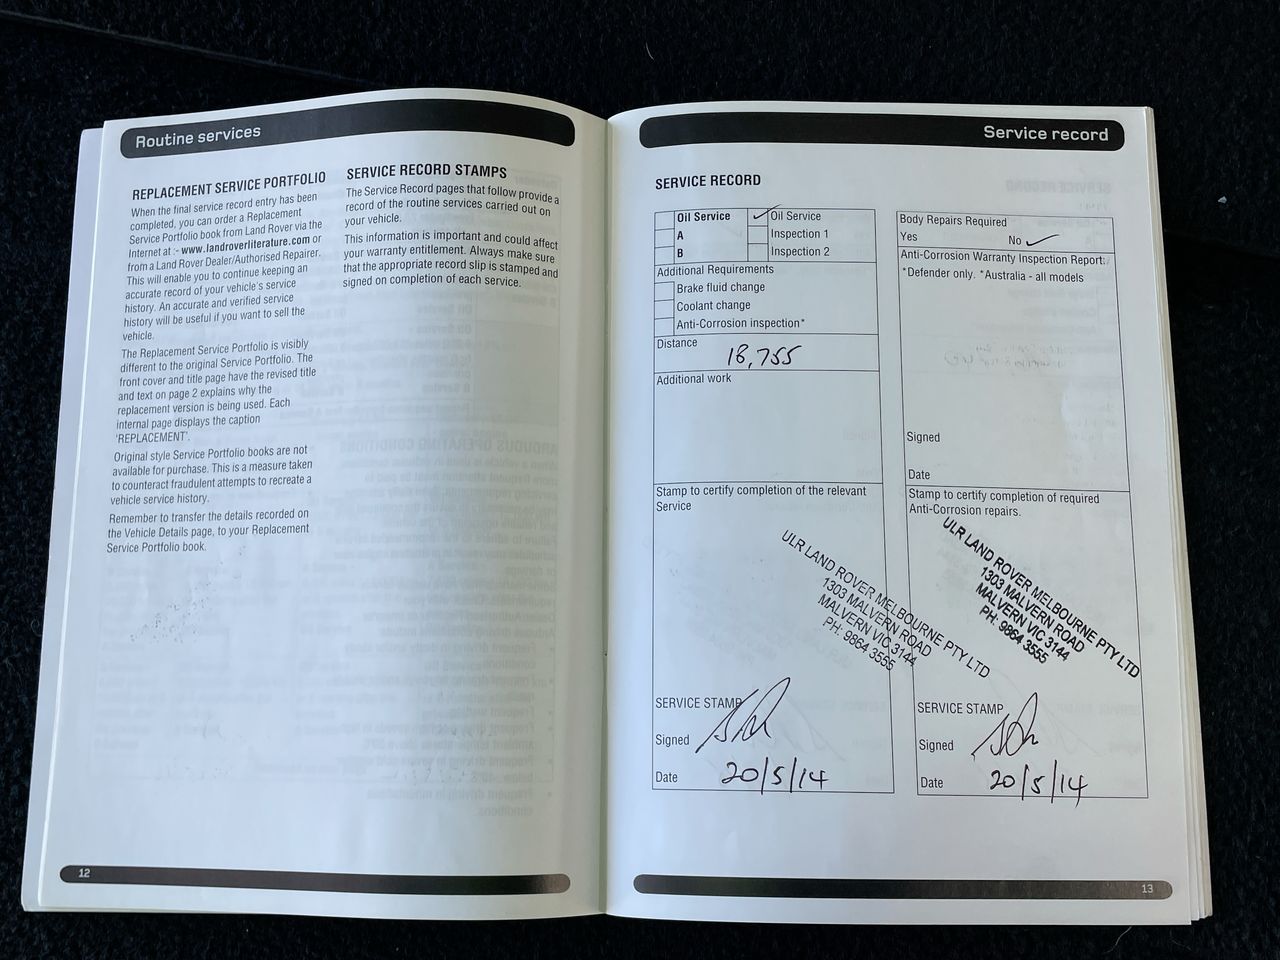 Routine services
REPLACEMENT SERVICE PORTFOLIO
When the final service record entry has been
completed, you can order a Replacement
Service Portfolio book from Land Rover via the
Internet at :- www.landroverliterature.com or
from a Land Rover Dealer/Authorised Repairer.
This will enable you to continue keeping an
accurate record of your vehicle's service
history. An accurate and verified service
history will be useful if you want to sell the
vehicle.
The Replacement Service Portfolio is visibly
different to the original Service Portfolio. The
front cover and title page have the revised title
and text on page 2 explains why the
replacement version is being used. Each
internal page displays the caption
'REPLACEMENT'.
Original style Service Portfolio books are not
available for purchase. This is a measure taken
to counteract fraudulent attempts to recreate a
vehicle service history.
Remember to transfer the details recorded on
the Vehicle Details page, to your Replacement
Service Portfolio book.
SERVICE RECORD STAMPS
The Service Record pages that follow provide a
record of the routine services carried out on
your vehicle.
This information is important and could affect
your warranty entitlement. Always make sure
that the appropriate record slip is stamped and
signed on completion of each service.
12
Service record
SERVICE RECORD
Oil Service
A
B
Oil Service
Inspection 1
Inspection 2
Additional Requirements
Brake fluid change
Coolant change
Anti-Corrosion inspection*
Distance
18,755
Additional work
Stamp to certify completion of the relevant
Service
ULR LAND ROVER MELBOURNE PTY LTD
1303 MALVERN ROAD
MALVERN VIC 3144
PH: 9864 3555
SERVICE STAMP
Signed
Date 20/5/14
Body Repairs Required
Yes No
Anti-Corrosion Warranty Inspection Report:
*Defender only. *Australia - all models
Signed
Date
Stamp to certify completion of required
Anti-Corrosion repairs.
ULR LAND ROVER MELBOURNE PTY LTD
1303 MALVERN ROAD
MALVERN VIC 3144
PH: 9864 3555
SERVICE STAMP
Signed
Date 20/5/14
13